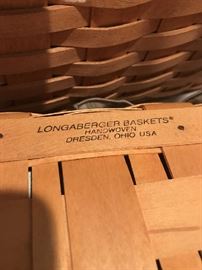 LONGABERGER BASKETS®
HANDWOVEN
DRESDEN, OHIO USA